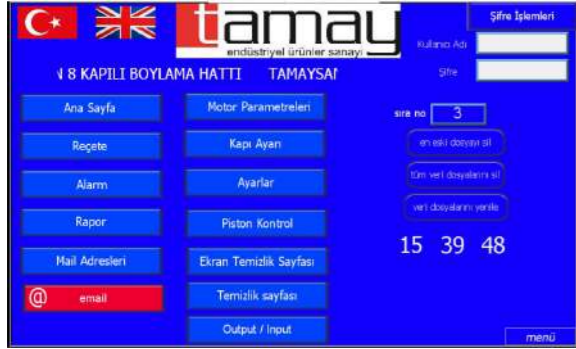 tamay
endüstriyel ürünler sanayi
Şifre İşlemleri
Kullanıcı Adı
Şifre
8 KAPILI BOYLAMA HATTI TAMAYSAN
Ana Sayfa
Motor Parametreleri
sıra no 3
Reçete
Kapı Ayarı
en eski dosyayı sil
Alarm
Ayarlar
tüm veri dosyalarını sil
Rapor
Piston Kontrol
veri dosyalarını yenile
15 39 48
Mail Adresleri
Ekran Temizlik Sayfası
@ email
Temizlik sayfası
Output / Input
menü